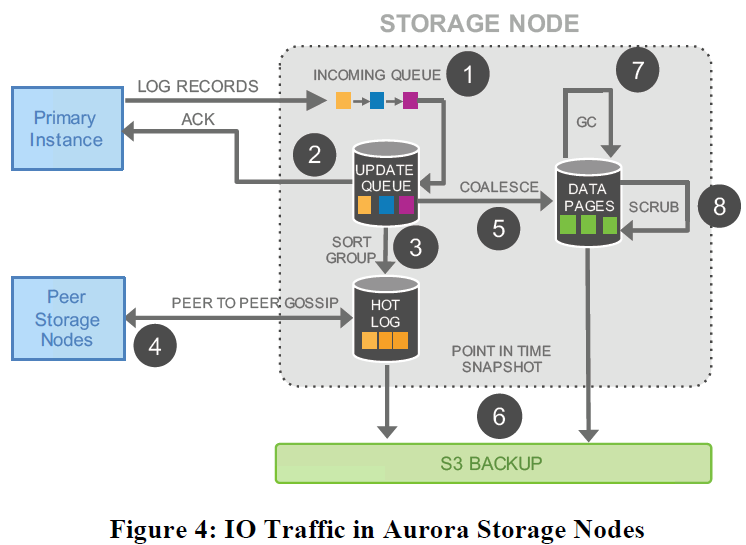 STORAGE NODE
LOG RECORDS
INCOMING QUEUE
1
7
Primary
Instance
ACK
2
GC
UPDATE
QUEUE
COALESCE
5
DATA
PAGES
SCRUB
8
SORT
GROUP
3
Peer
Storage
Nodes
PEER TO PEER GOSSIP
4
HOT
LOG
POINT IN TIME
SNAPSHOT
6
S3 BACKUP
Figure 4: IO Traffic in Aurora Storage Nodes